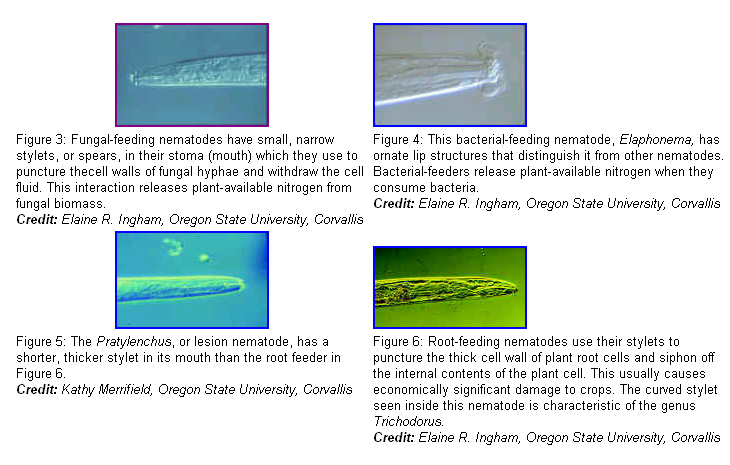 Figure 3: Fungal-feeding nematodes have small, narrow
stylets, or spears, in their stoma (mouth) which they use to
puncture thecell walls of fungal hyphae and withdraw the cell
fluid. This interaction releases plant-available nitrogen from
fungal biomass.
Credit: Elaine R. Ingham, Oregon State University, Corvallis
Figure 4: This bacterial-feeding nematode, Elaphonema, has
ornate lip structures that distinguish it from other nematodes.
Bacterial-feeders release plant-available nitrogen when they
consume bacteria.
Credit: Elaine R. Ingham, Oregon State University, Corvallis
Figure 5: The Pratylenchus, or lesion nematode, has a
shorter, thicker stylet in its mouth than the root feeder in
Figure 6.
Credit: Kathy Merrifield, Oregon State University, Corvallis
Figure 6: Root-feeding nematodes use their stylets to
puncture the thick cell wall of plant root cells and siphon off
the internal contents of the plant cell. This usually causes
economically significant damage to crops. The curved stylet
seen inside this nematode is characteristic of the genus
Trichodorus.
Credit: Elaine R. Ingham, Oregon State University, Corvallis